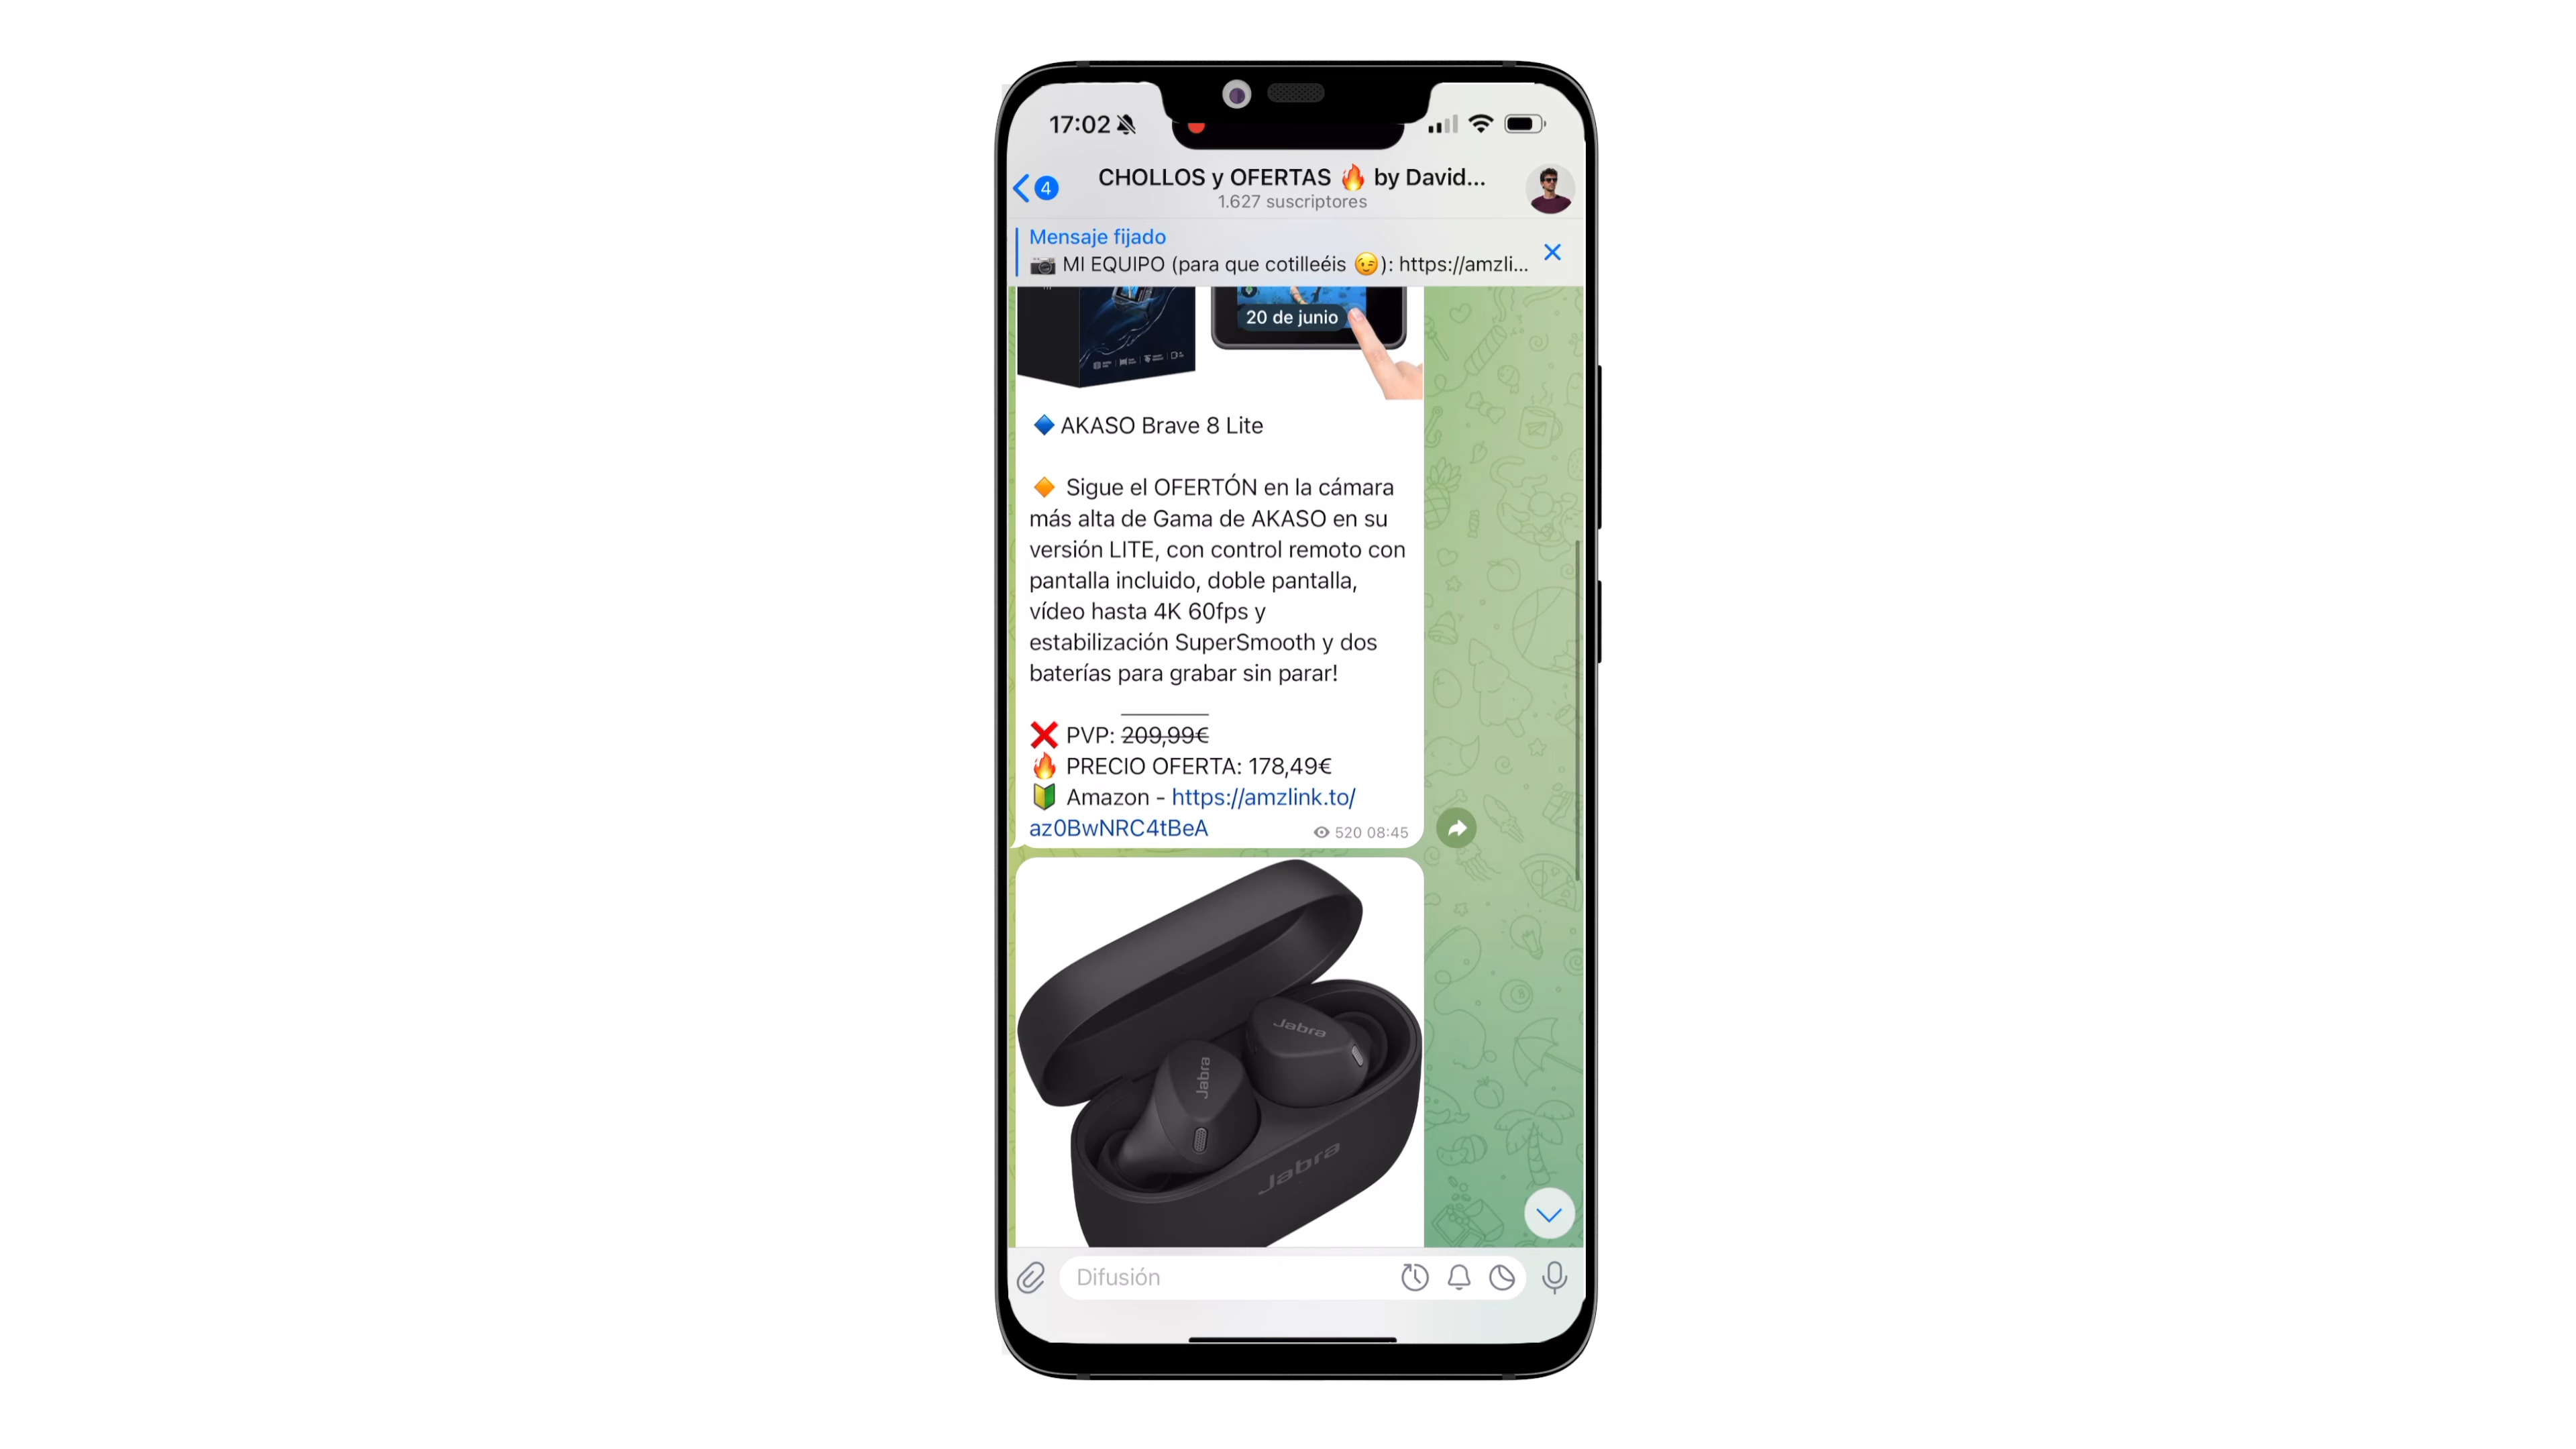 17:02
4
CHOLLOS y OFERTAS 🔥 by David...
1.627 suscriptores
Mensaje fijado
📷 MI EQUIPO (para que cotilleéis 😉): https://amzli...
20 de junio
🔷 AKASO Brave 8 Lite
🔶 Sigue el OFERTÓN en la cámara
más alta de Gama de AKASO en su
versión LITE, con control remoto con
pantalla incluido, doble pantalla,
vídeo hasta 4K 60fps y
estabilización SuperSmooth y dos
baterías para grabar sin parar!
❌ PVP: 209,99€
🔥 PRECIO OFERTA: 178,49€
🔰 Amazon - https://amzlink.to/
az0BwNRC4tBeA
520 08:45
Jabra
Jabra
Jabra
Difusión